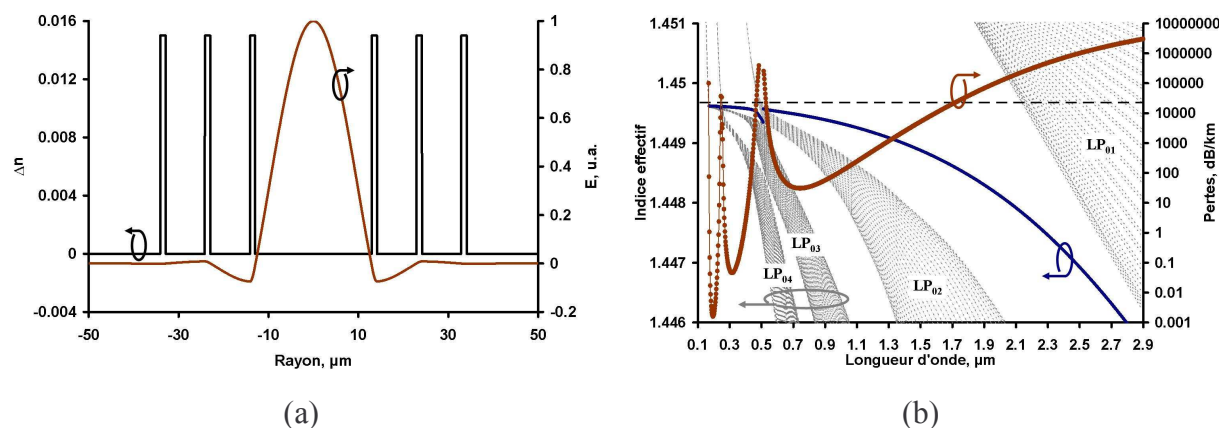 0.016
0.012
0.008
0.004
0
-0.004
Δn
1
0.8
0.6
0.4
0.2
0
-0.2
E, u.a.
-50 -30 -10 10 30 50
Rayon, µm
(a)
1.451
1.45
1.449
1.448
1.447
1.446
Indice effectif
LP01
LP03
LP04
LP02
10000000
1000000
100000
10000
1000
100
10
1
0.1
0.01
0.001
Pertes, dB/km
0.1 0.3 0.5 0.7 0.9 1.1 1.3 1.5 1.7 1.9 2.1 2.3 2.5 2.7 2.9
Longueur d'onde, µm
(b)